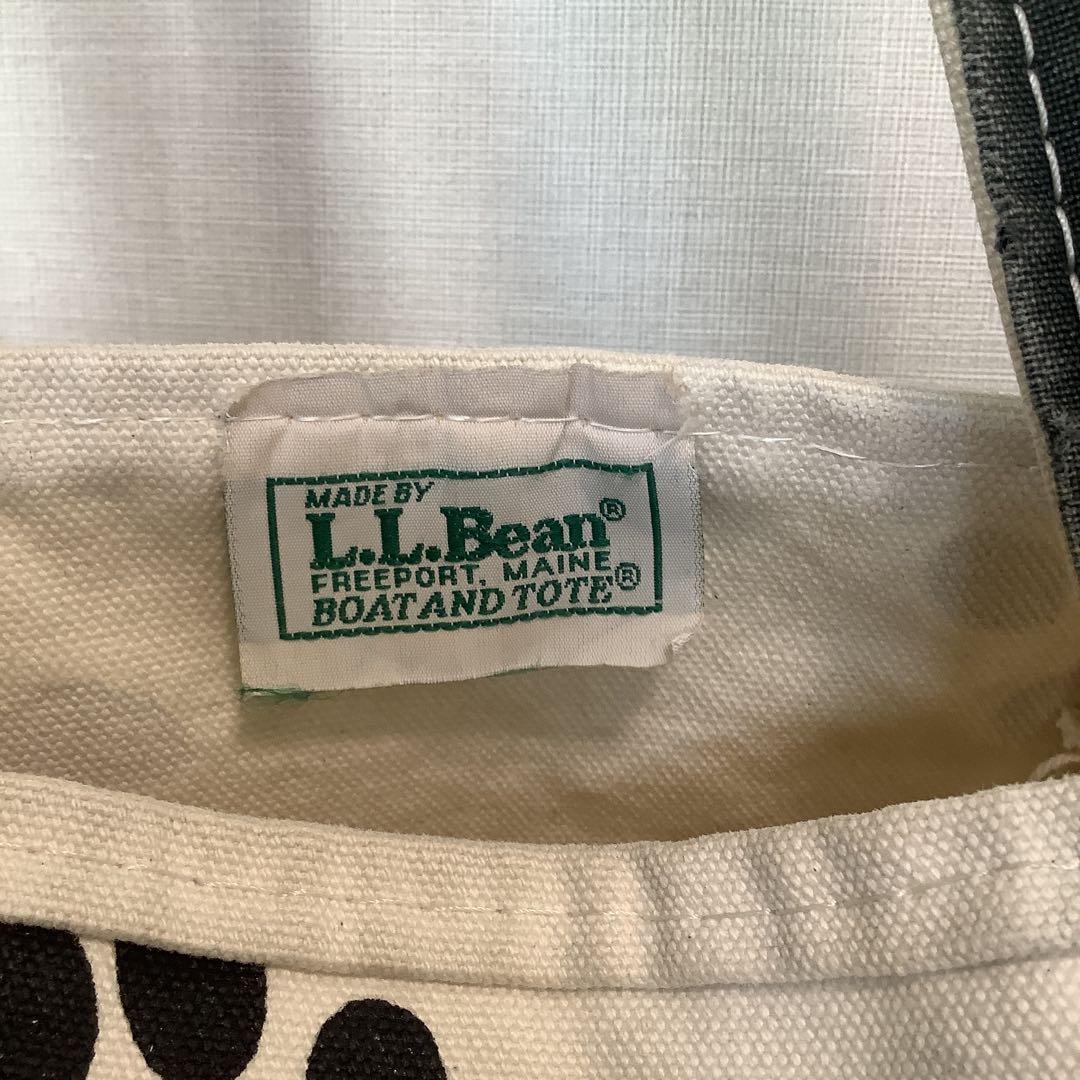 MADE BY
L.L.Bean®
FREEPORT, MAINE
BOAT AND TOTE®